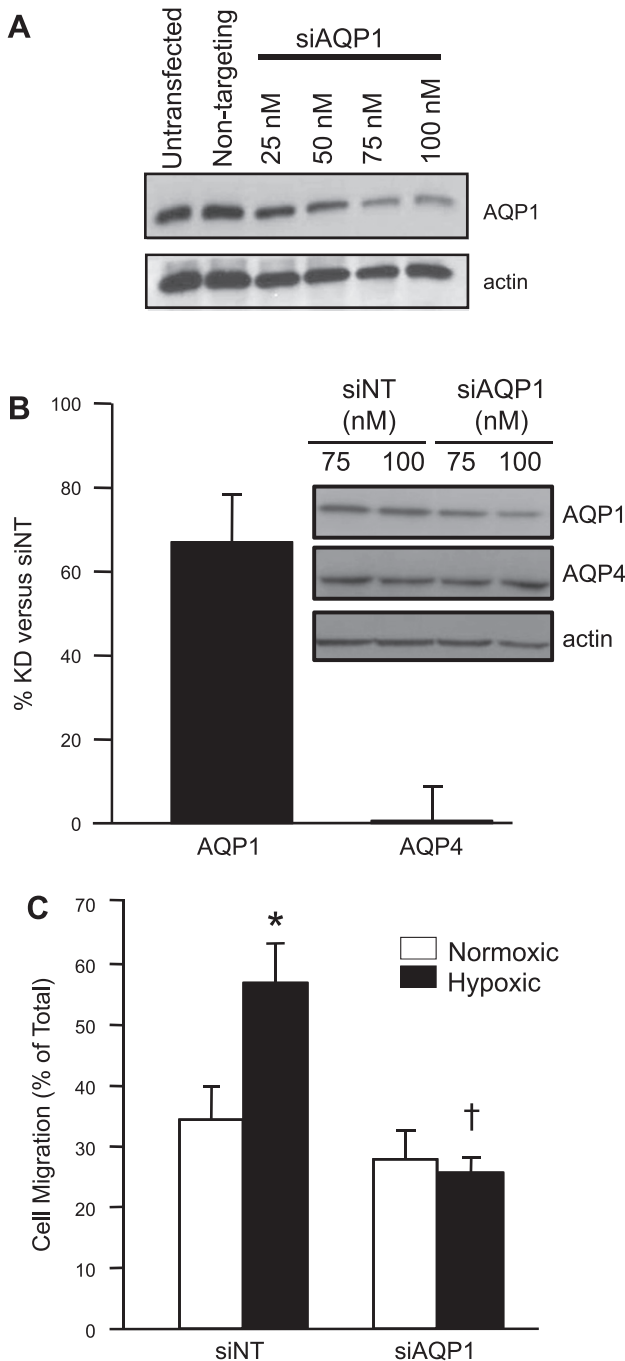 A
Untransfected
Non-targeting
siAQP1
25 nM
50 nM
75 nM
100 nM
AQP1
actin
B
siNT
(nM)
siAQP1
(nM)
75 100 75 100
AQP1
AQP4
actin
% KD versus siNT
100
80
60
40
20
0
AQP1 AQP4
C
Cell Migration (% of Total)
70
60
50
40
30
20
10
0
*
†
Normoxic
Hypoxic
siNT siAQP1